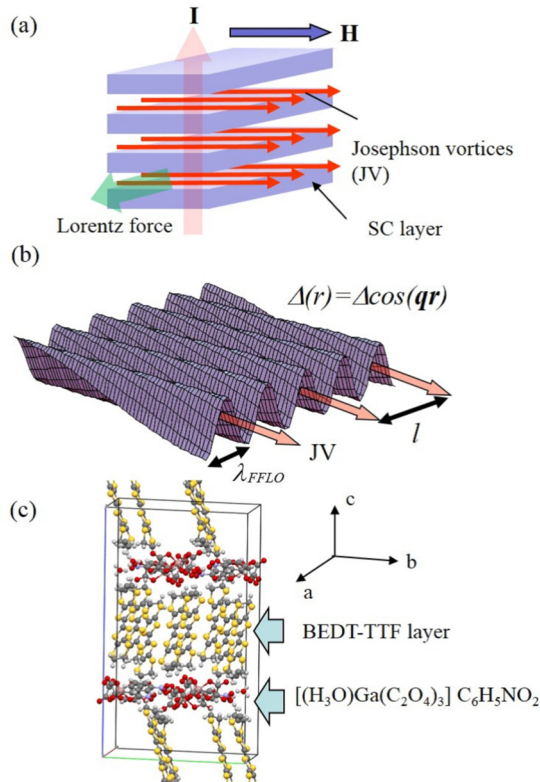 (a)
I
H
Josephson vortices
(JV)
Lorentz force
SC layer
(b)
Δ(r)=Δcos(qr)
l
JV
λFFLO
(c)
c
b
a
BEDT-TTF layer
[(H₃O)Ga(C₂O₄)₃] C₆H₅NO₂